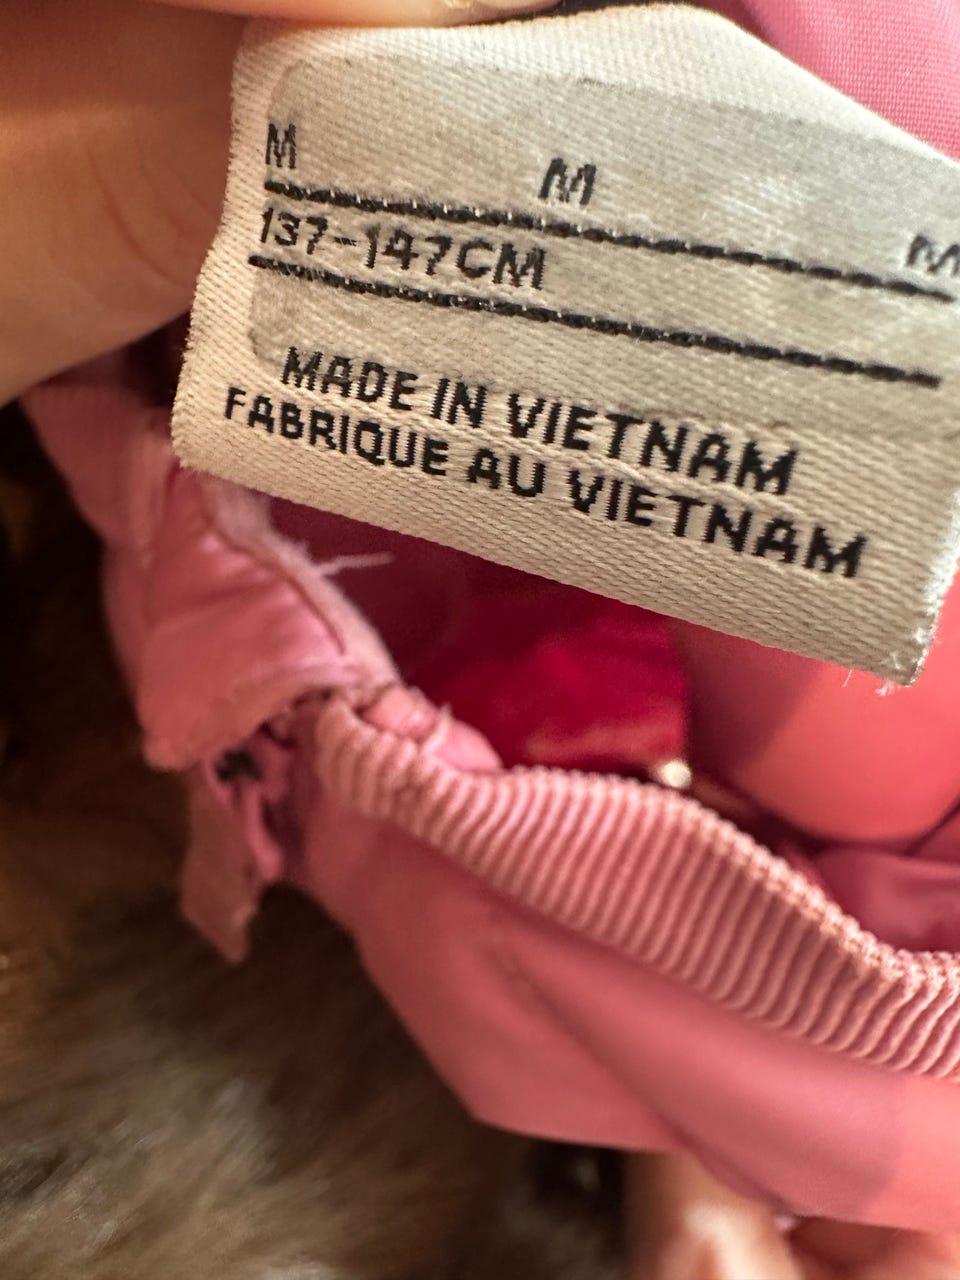 M M M
137-147CM
MADE IN VIETNAM
FABRIQUE AU VIETNAM